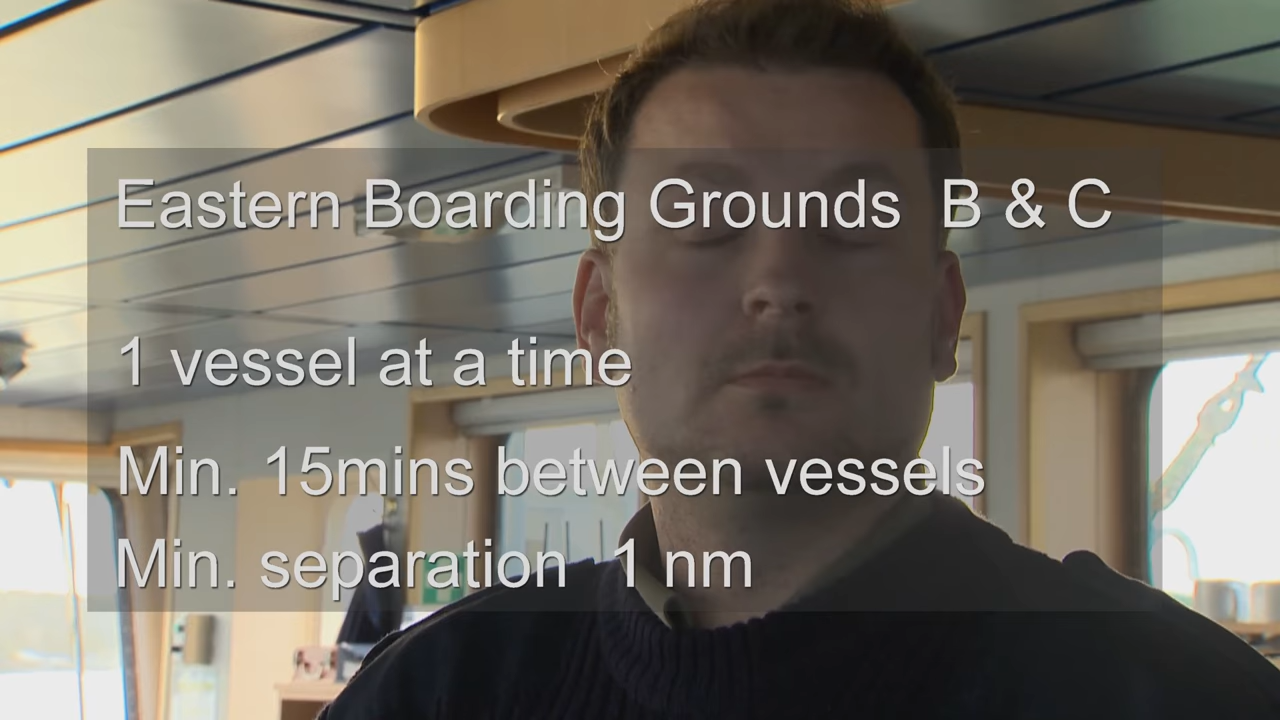 Eastern Boarding Grounds B & C
1 vessel at a time
Min. 15mins between vessels
Min. separation 1 nm